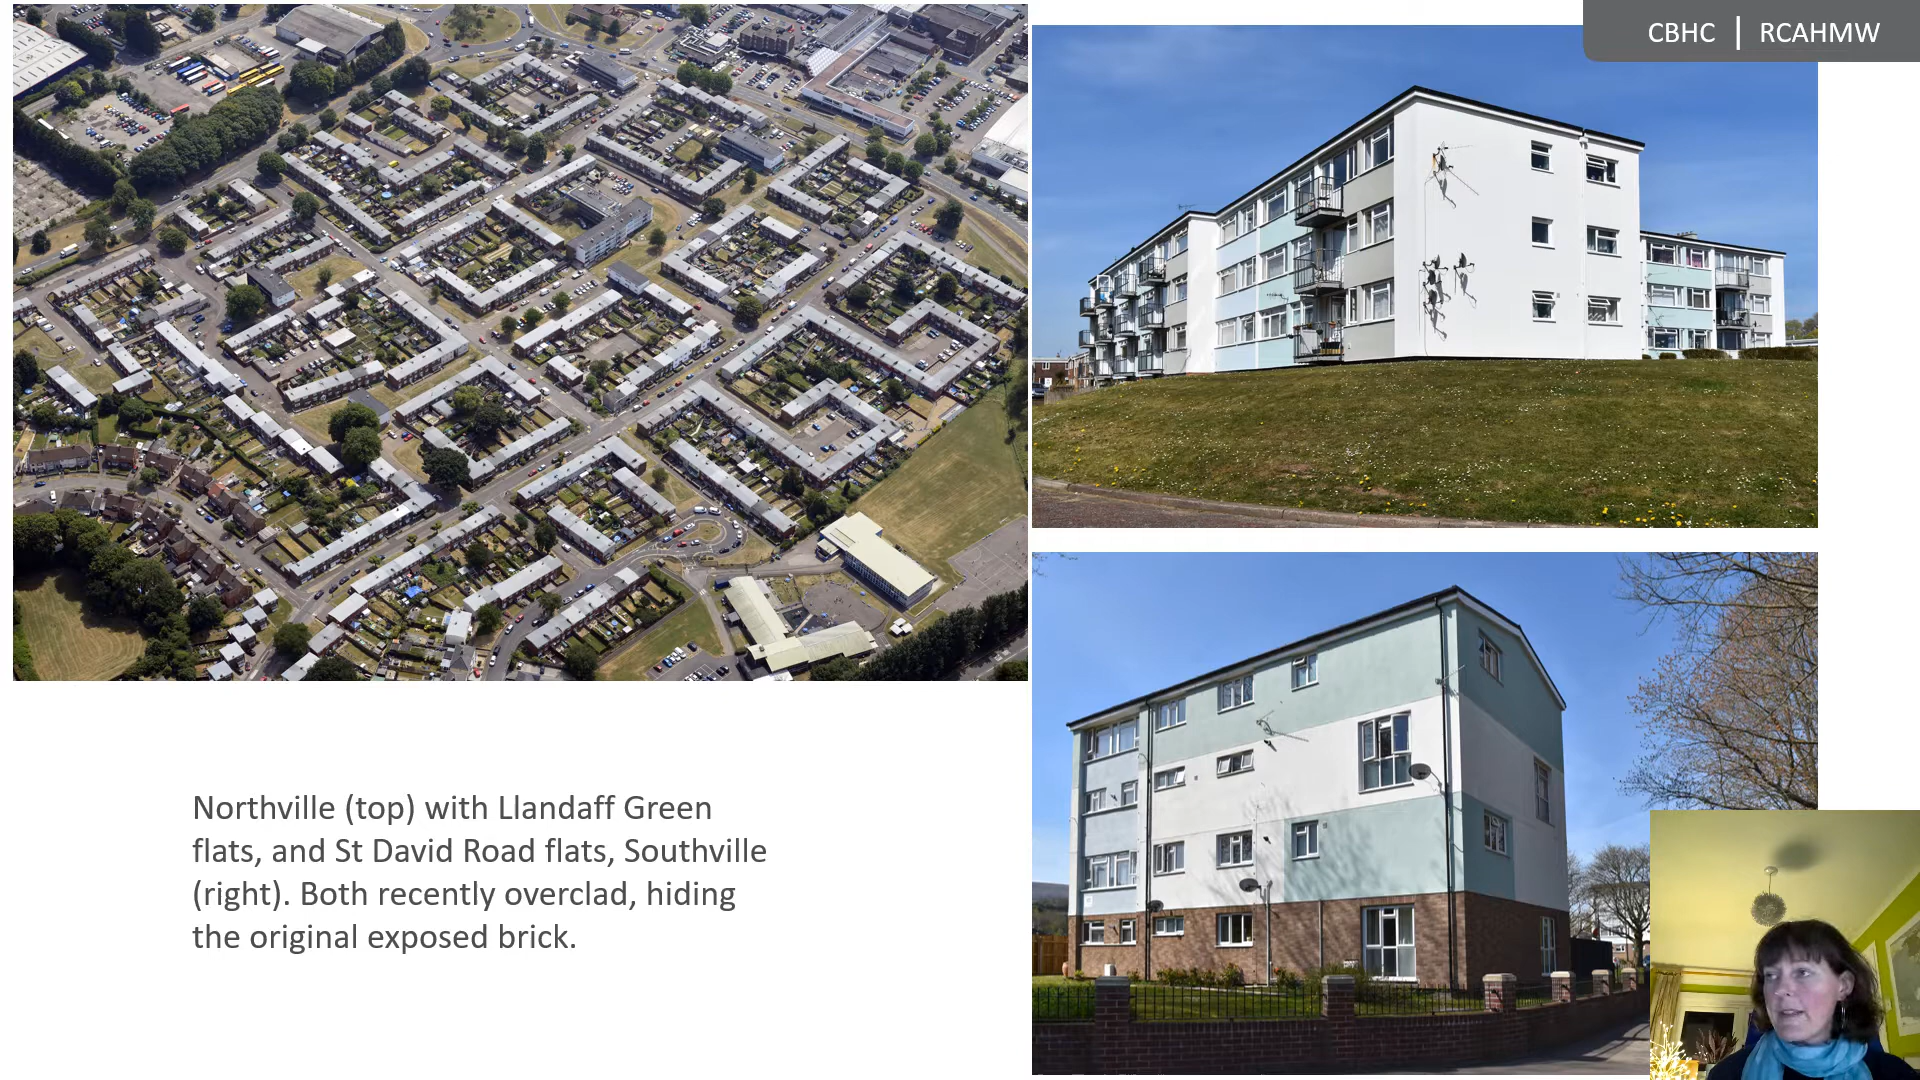 CBHC | RCAHMW
Northville (top) with Llandaff Green
flats, and St David Road flats, Southville
(right). Both recently overclad, hiding
the original exposed brick.